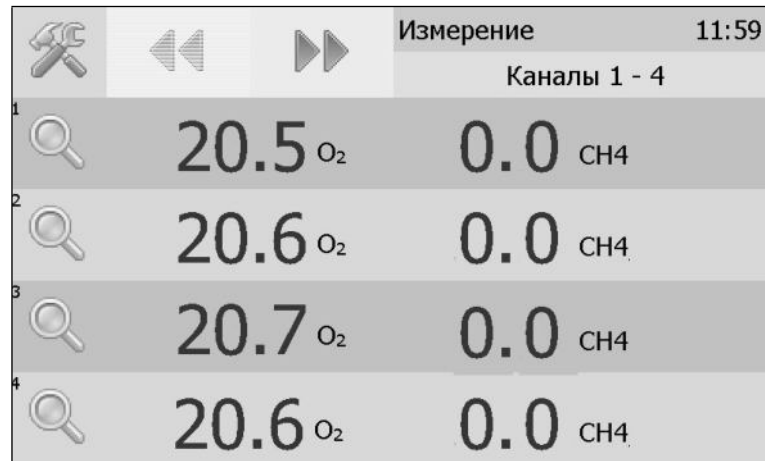 Измерение 11:59
Каналы 1 - 4
1 20.5 O₂ 0.0 CH4
2 20.6 O₂ 0.0 CH4
3 20.7 O₂ 0.0 CH4
4 20.6 O₂ 0.0 CH4